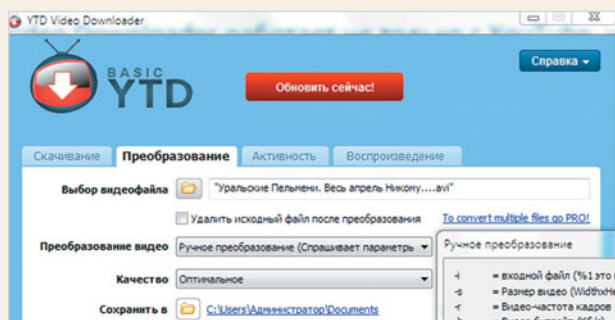 YTD Video Downloader
BASIC
YTD
Обновить сейчас!
Справка
Скачивание Преобразование Активность Воспроизведение
Выбор видеофайла "Уральские Пельмени. Весь апрель Никому....avi"
Удалить исходный файл после преобразования To convert multiple files go PRO!
Преобразование видео Ручное преобразование (Спрашивает параметры Ручное преобразование
-i = входной файл (%1 это
Качество Оптимальное -s = Размер видео (WidthxHe
-r = Видео-частота кадров
Сохранить в C:\Users\Администратор\Documents